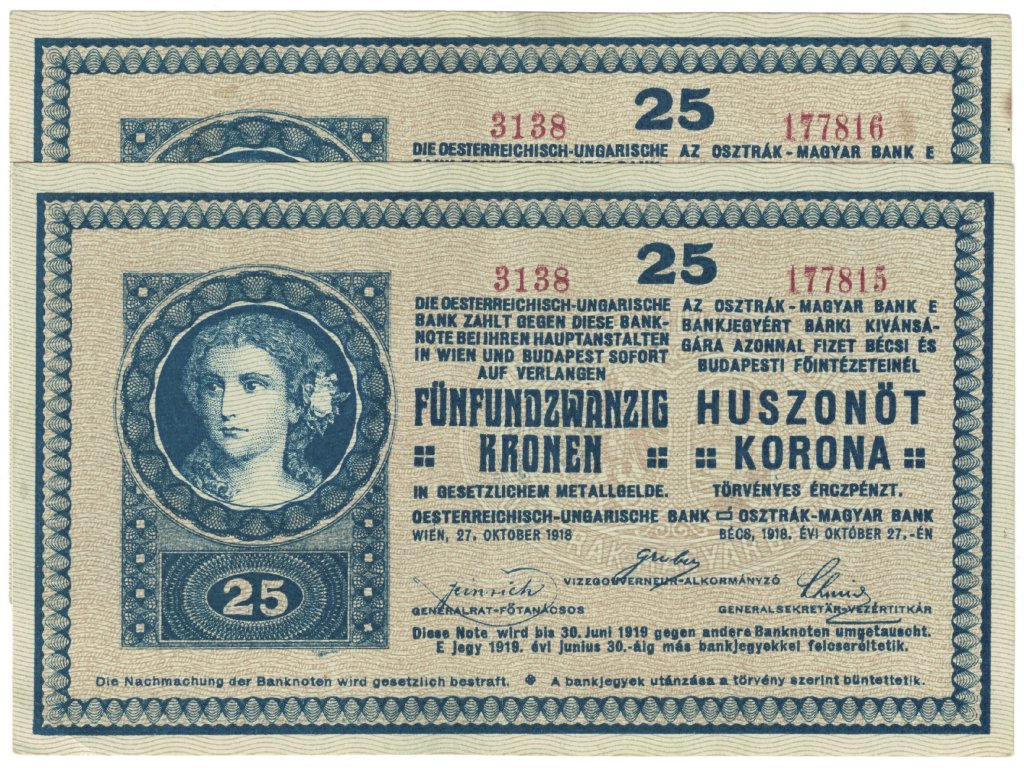 25
3138 177816
DIE OESTERREICHISCH-UNGARISCHE AZ OSZTRÁK-MAGYAR BANK E
25
3138 177815
DIE OESTERREICHISCH-UNGARISCHE
BANK ZAHLT GEGEN DIESE BANK-
NOTE BEI IHREN HAUPTANSTALTEN
IN WIEN UND BUDAPEST SOFORT
AUF VERLANGEN
FÜNFUNDZWANZIG
KRONEN
IN GESETZLICHEM METALLGELDE.
OESTERREICHISCH-UNGARISCHE BANK
WIEN, 27. OKTOBER 1918
AZ OSZTRÁK-MAGYAR BANK E
BANKJEGYÉRT BÁRKI KIVÁNSÁ-
GÁRA AZONNAL FIZET BÉCSI ÉS
BUDAPESTI FŐINTÉZETEINÉL
HUSZONÖT
KORONA
TÖRVÉNYES ÉRCZPÉNZT.
OSZTRÁK-MAGYAR BANK
BÉCS, 1918. ÉVI OKTÓBER 27.-ÉN
Gruber
VIZEGOUVERNEUR-ALKORMÁNYZÓ
GENERALRAT-FŐTANÁCSOS
GENERALSEKRETÄR-VEZÉRTITKÁR
Diese Note wird bis 30. Juni 1919 gegen andere Banknoten umgetauscht.
E jegy 1919. évi junius 30.-áig más bankjegyekkel felcseréltetik.
25
Die Nachmachung der Banknoten wird gesetzlich bestraft. * A bankjegyek utánzása a törvény szerint büntettetik.